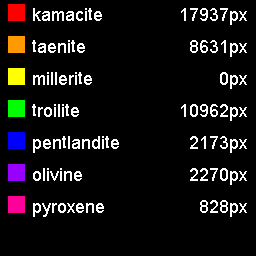 kamacite 17937px
taenite 8631px
millerite 0px
troilite 10962px
pentlandite 2173px
olivine 2270px
pyroxene 828px